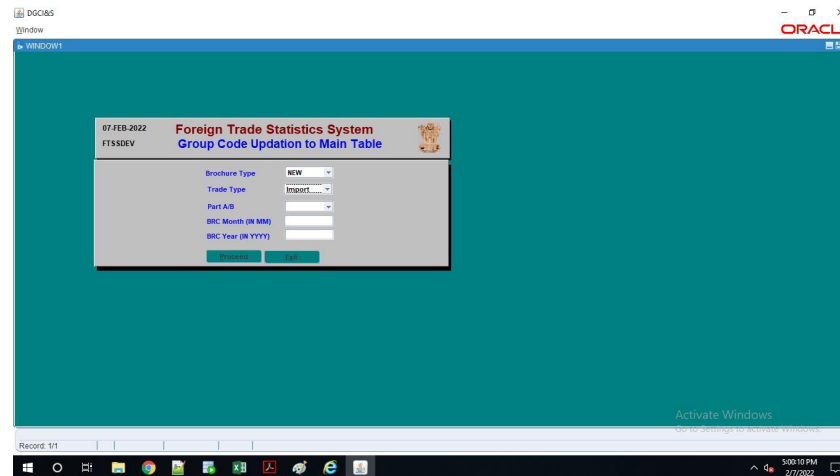 DGCI&S
Window
ORACL
WINDOW1
07-FEB-2022 Foreign Trade Statistics System
FTSSDEV Group Code Updation to Main Table
Brochure Type NEW
Trade Type Import
Part A/B
BRC Month (IN MM)
BRC Year (IN YYYY)
Proceed Exit
Activate Windows
Go to Settings to activate Windows.
Record: 1/1
5:00:10 PM
2/7/2022